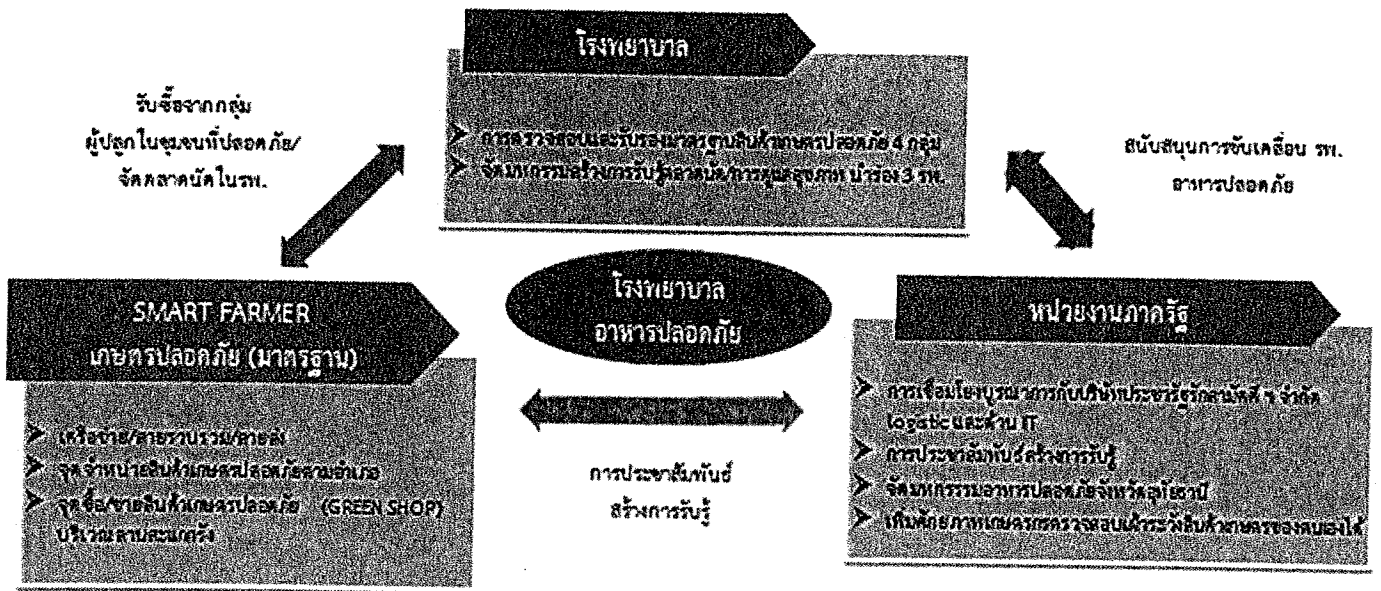 โรงพยาบาล
รับซื้อจากกลุ่ม
ผู้ปลูกในชุมชนที่ปลอดภัย/
จัดตลาดนัดในรพ.
➤ การตรวจสอบและรับรองมาตรฐานสินค้าเกษตรปลอดภัย 4 กลุ่ม
➤ จัดมหกรรมสร้างการรับรู้ตลาดนัด/การดูแลสุขภาพ นำร่อง 3 รพ.
สนับสนุนการขับเคลื่อน รพ.
อาหารปลอดภัย
SMART FARMER
เกษตรปลอดภัย (มาตรฐาน)
➤ เครือข่าย/สายรวบรวม/สายส่ง
➤ จุดจำหน่ายสินค้าเกษตรปลอดภัยตามอำเภอ
➤ จุดซื้อ/ขายสินค้าเกษตรปลอดภัย (GREEN SHOP)
บริเวณลานสะแกกรัง
โรงพยาบาล
อาหารปลอดภัย
การประชาสัมพันธ์
สร้างการรับรู้
หน่วยงานภาครัฐ
➤ การเชื่อมโยงบูรณาการกับบริษัทประชารัฐรักสามัคคี ฯ จำกัด
logistic และด้าน IT
➤ การประชาสัมพันธ์สร้างการรับรู้
➤ จัดมหกรรมอาหารปลอดภัยจังหวัดอุทัยธานี
➤ เพิ่มศักยภาพเกษตรกรตรวจสอบเฝ้าระวังสินค้าเกษตรของตนเองได้